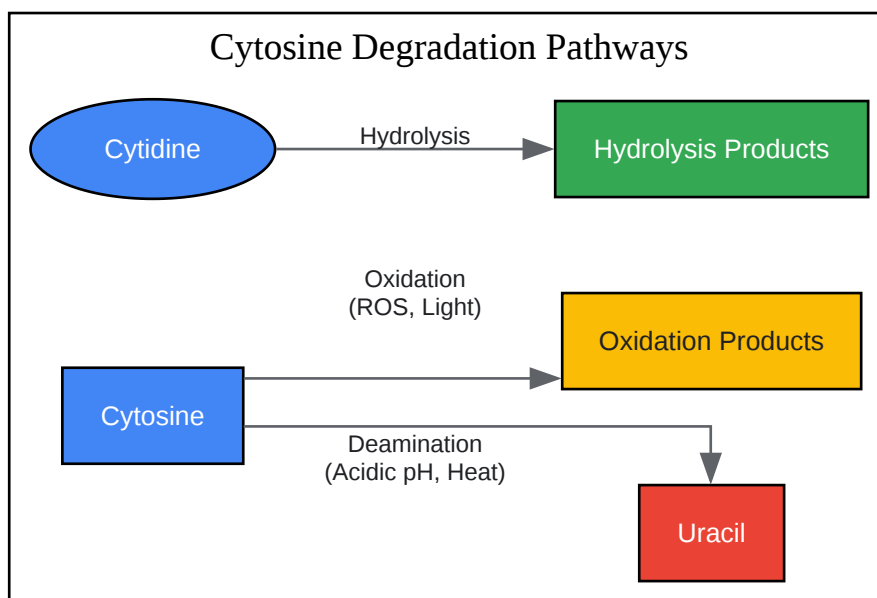 Cytosine Degradation Pathways
Cytidine
Hydrolysis
Hydrolysis Products
Oxidation
(ROS, Light)
Oxidation Products
Cytosine
Deamination
(Acidic pH, Heat)
Uracil